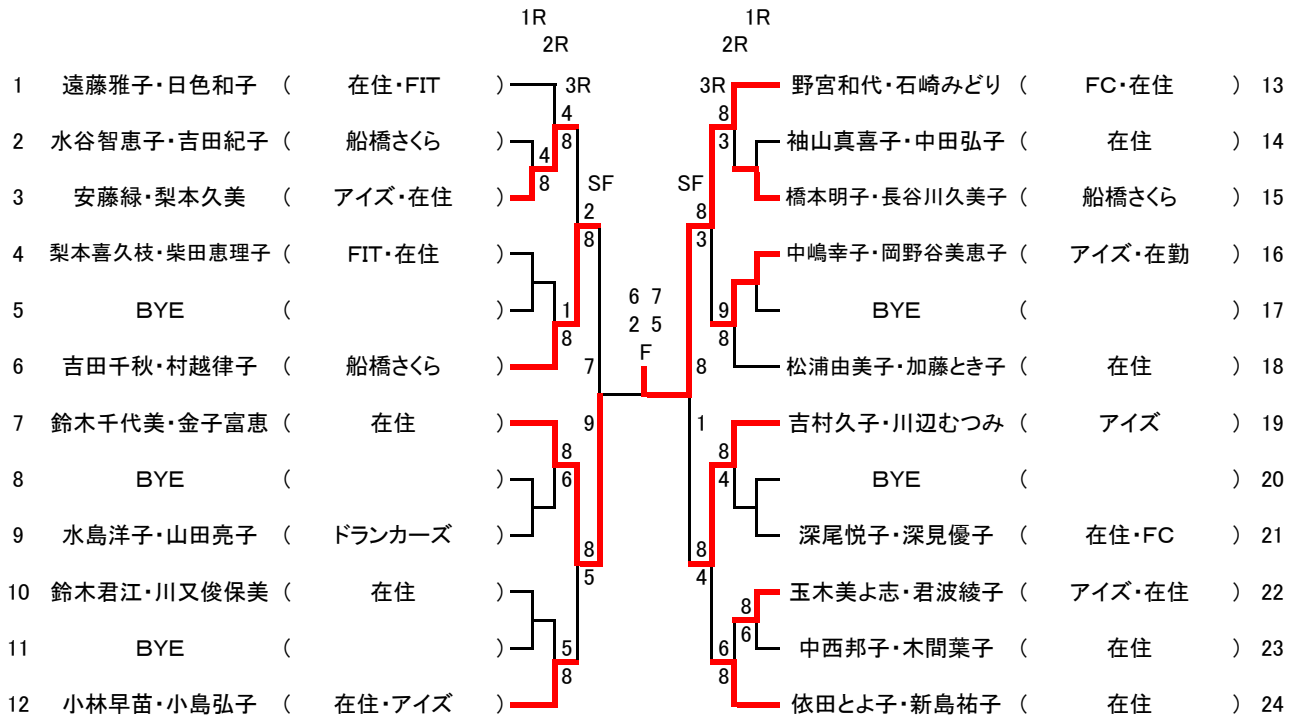 1R 1R
2R 2R
1 遠藤雅子・日色和子 ( 在住・FIT ) 3R 3R 野宮和代・石崎みどり ( FC・在住 ) 13
4 8
2 水谷智恵子・吉田紀子 ( 船橋さくら ) 8 3 袖山真喜子・中田弘子 ( 在住 ) 14
4
8 SF SF
3 安藤緑・梨本久美 ( アイズ・在住 ) 橋本明子・長谷川久美子 ( 船橋さくら ) 15
2 8
8 3
4 梨本喜久枝・柴田恵理子 ( FIT・在住 ) 中嶋幸子・岡野谷美恵子 ( アイズ・在勤 ) 16
6 7
5 BYE ( ) 1 9 BYE ( ) 17
2 5
8 8
F
6 吉田千秋・村越律子 ( 船橋さくら ) 7 8 松浦由美子・加藤とき子 ( 在住 ) 18
7 鈴木千代美・金子富恵 ( 在住 ) 9 1 吉村久子・川辺むつみ ( アイズ ) 19
8 8
8 BYE ( ) 6 4 BYE ( ) 20
9 水島洋子・山田亮子 ( ドランカーズ ) 深尾悦子・深見優子 ( 在住・FC ) 21
8 8
5 4
10 鈴木君江・川又俊保美 ( 在住 ) 玉木美よ志・君波綾子 ( アイズ・在住 ) 22
8
6
11 BYE ( ) 5 6 中西邦子・木間葉子 ( 在住 ) 23
8 8
12 小林早苗・小島弘子 ( 在住・アイズ ) 依田とよ子・新島祐子 ( 在住 ) 24